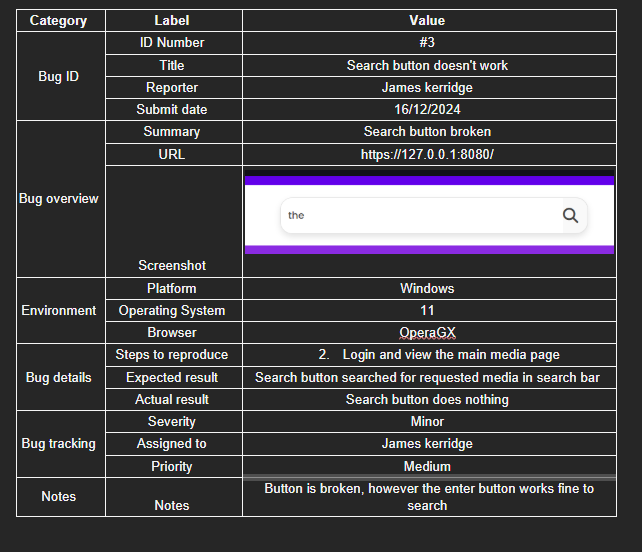 Category Label Value
Bug ID
ID Number #3
Title Search button doesn't work
Reporter James kerridge
Submit date 16/12/2024
Bug overview
Summary Search button broken
URL https://127.0.0.1:8080/
Screenshot
the
Environment
Platform Windows
Operating System 11
Browser OperaGX
Bug details
Steps to reproduce 2. Login and view the main media page
Expected result Search button searched for requested media in search bar
Actual result Search button does nothing
Bug tracking
Severity Minor
Assigned to James kerridge
Priority Medium
Notes
Notes
Button is broken, however the enter button works fine to
search